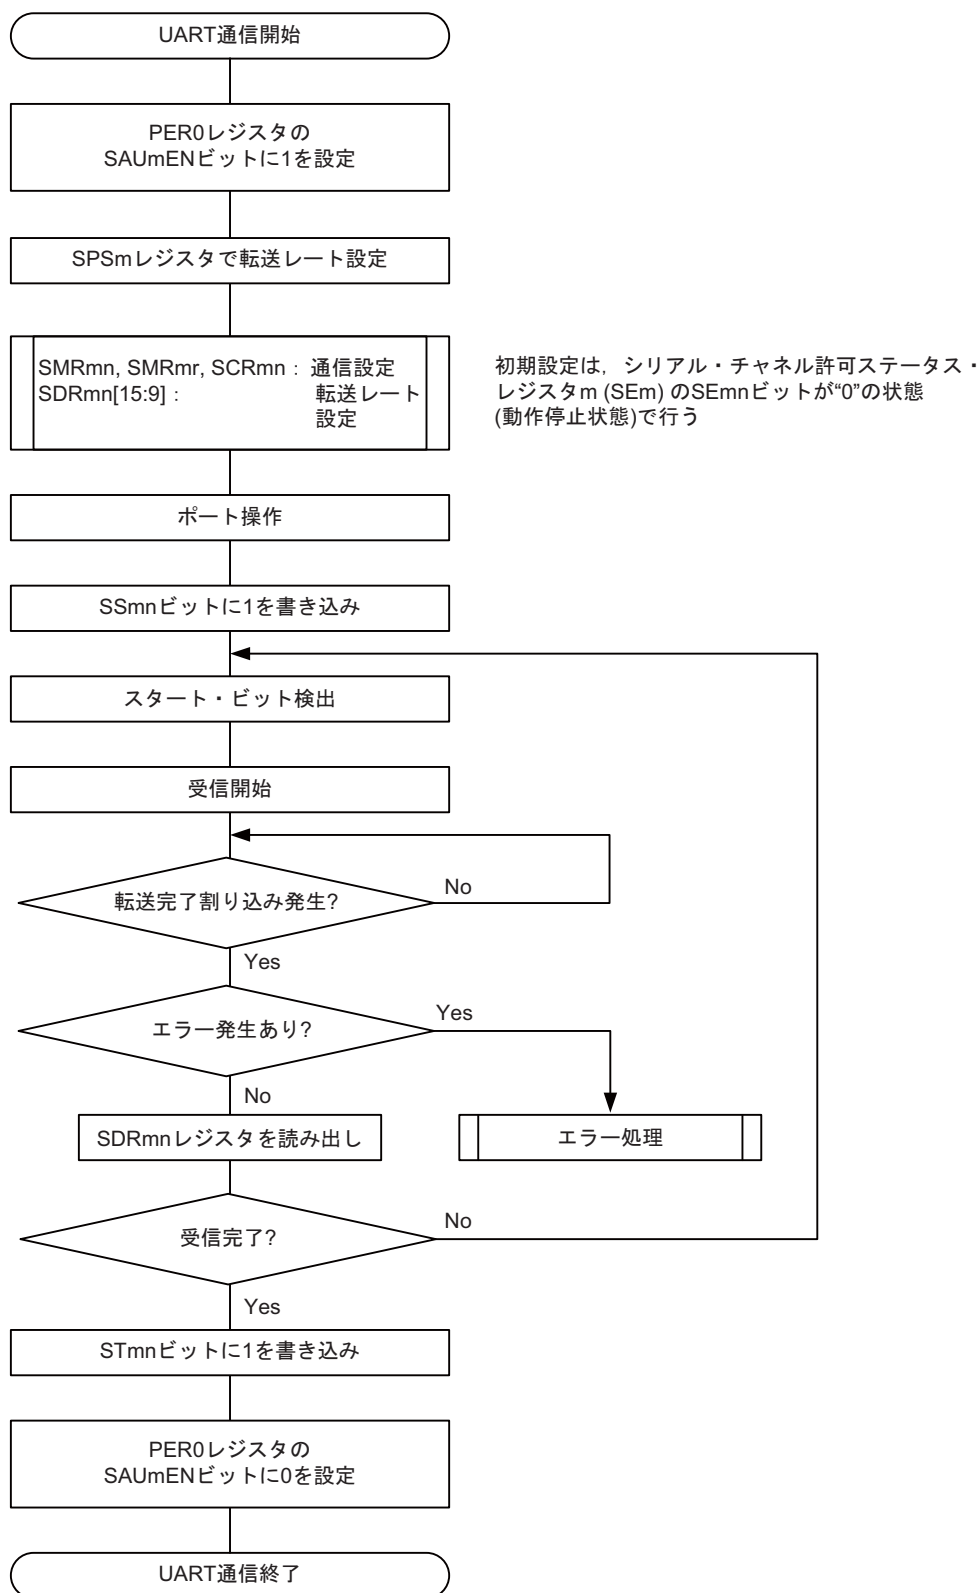 UART通信開始
PER0レジスタの
SAUmENビットに1を設定
SPSmレジスタで転送レート設定
SMRmn, SMRmr, SCRmn : 通信設定
SDRmn[15:9] : 転送レート
設定
初期設定は，シリアル・チャネル許可ステータス・
レジスタm (SEm) のSEmnビットが“0”の状態
(動作停止状態)で行う
ポート操作
SSmnビットに1を書き込み
スタート・ビット検出
受信開始
転送完了割り込み発生?
No
Yes
エラー発生あり?
Yes
No
SDRmnレジスタを読み出し
エラー処理
受信完了?
No
Yes
STmnビットに1を書き込み
PER0レジスタの
SAUmENビットに0を設定
UART通信終了